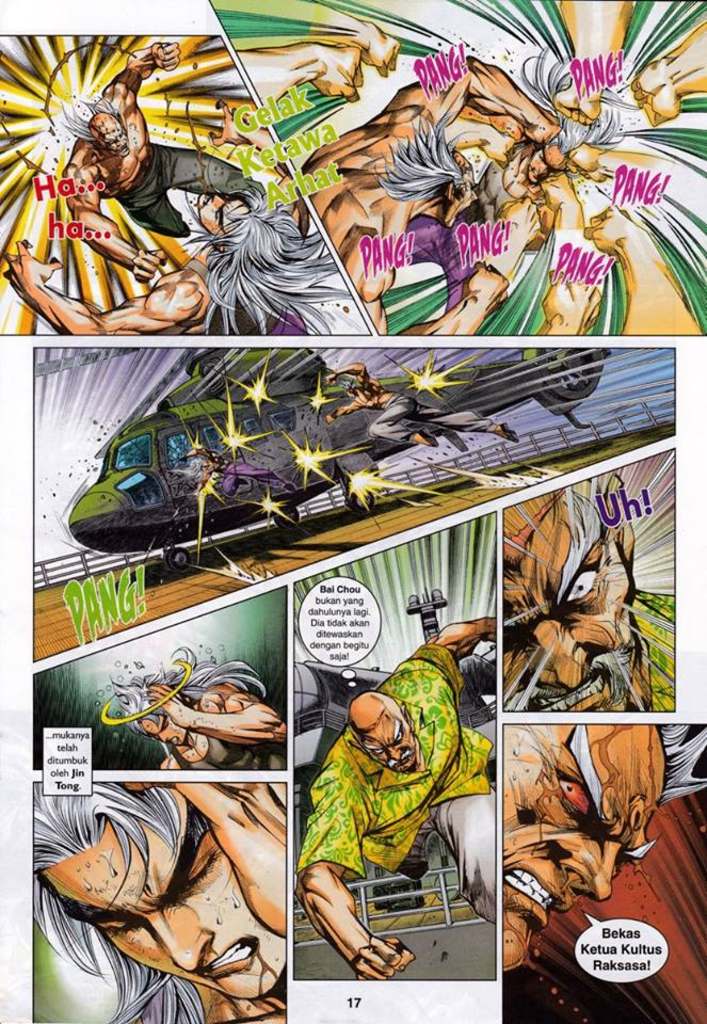 Ha...
ha...
Gelak
Ketawa
Arhat
PANG!
PANG!
PANG!
PANG!
PANG!
PANG!
PANG!
Uh!
Bai Chou
bukan yang
dahulunya lagi.
Dia tidak akan
ditewaskan
dengan begitu
saja!
...mukanya
telah
ditumbuk
oleh Jin
Tong.
Bekas
Ketua Kultus
Raksasa!
17